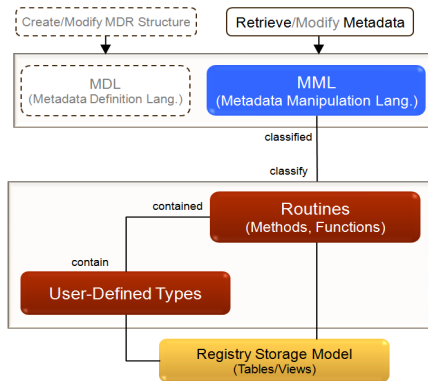 Create/Modify MDR Structure
Retrieve/Modify Metadata
MDL
(Metadata Definition Lang.)
MML
(Metadata Manipulation Lang.)
classified
classify
contained
Routines
(Methods, Functions)
contain
User-Defined Types
Registry Storage Model
(Tables/Views)